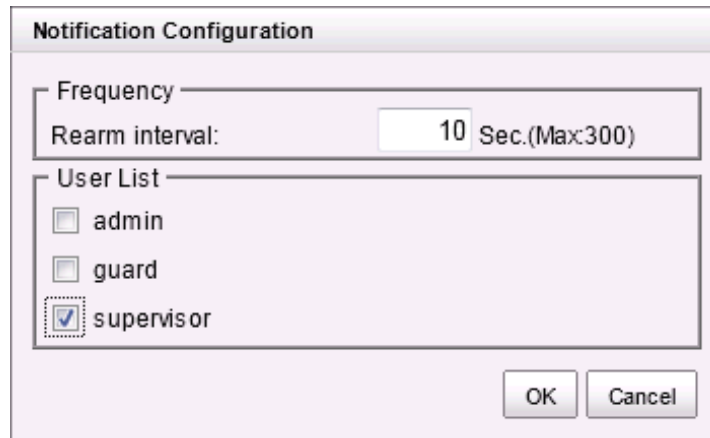 Notification Configuration
Frequency
Rearm interval: 10 Sec.(Max:300)
User List
admin
guard
supervisor
OK Cancel